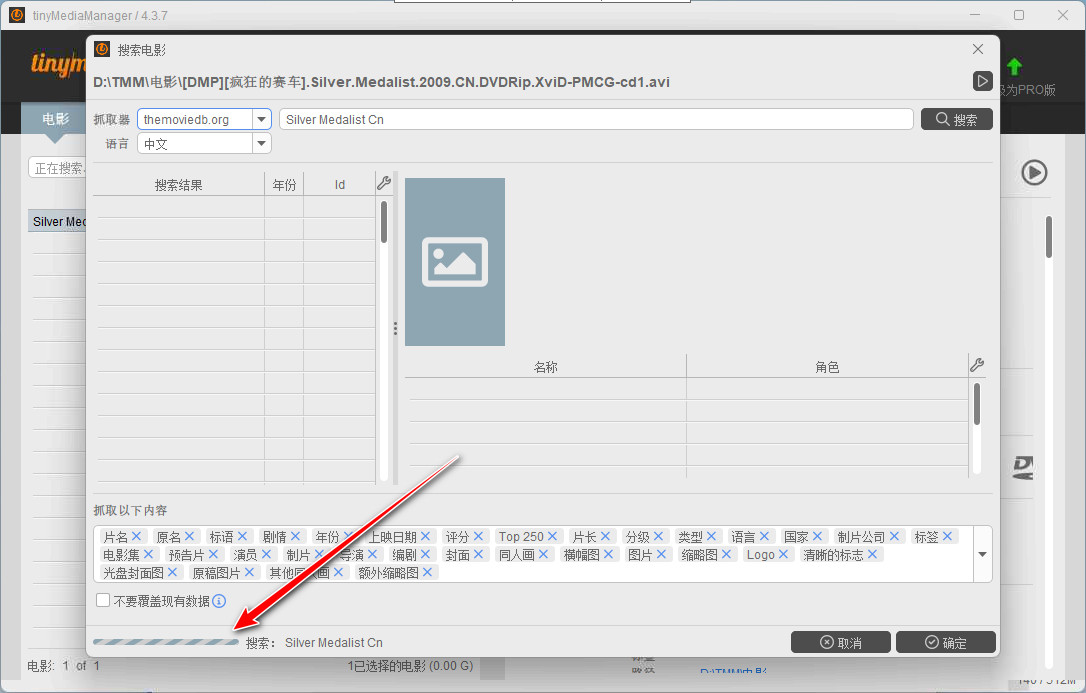 tinyMediaManager / 4.3.7
搜索电影
tinym
D:\TMM\电影\[DMP][疯狂的赛车].Silver.Medalist.2009.CN.DVDRip.XviD-PMCG-cd1.avi
为PRO版
电影
抓取器 themoviedb.org Silver Medalist Cn 搜索
语言 中文
正在搜索
搜索结果 年份 Id
Silver Med
名称 角色
抓取以下内容
片名 原名 标语 剧情 年份 上映日期 评分 Top 250 片长 分级 类型 语言 国家 制片公司 标签
电影集 预告片 演员 制片 导演 编剧 封面 同人画 横幅图 图片 缩略图 Logo 清晰的标志
光盘封面图 原稿图片 其他同人画 额外缩略图
不要覆盖现有数据
搜索： Silver Medalist Cn 取消 确定
电影: 1 of 1 1已选择的电影 (0.00 G)
D:\TMM\电影